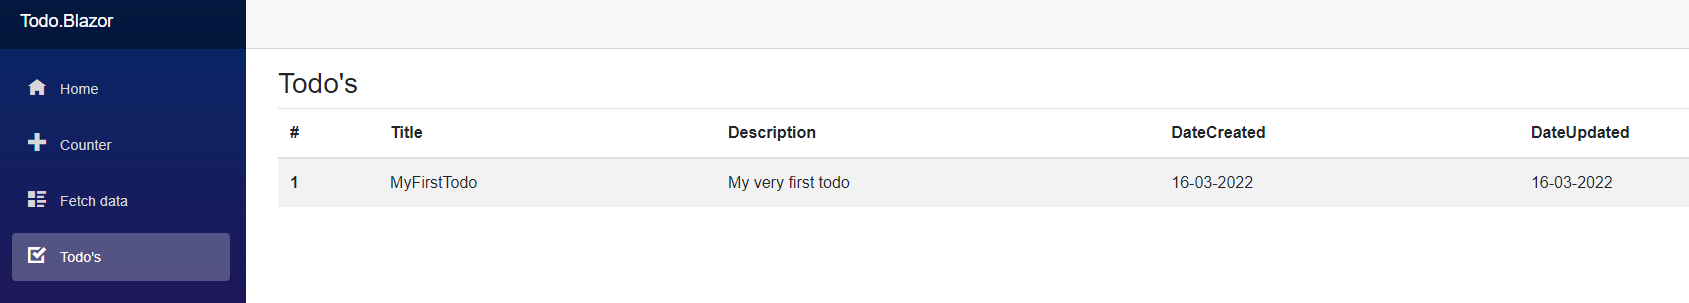 Todo.Blazor
Home
Counter
Fetch data
Todo's
Todo's
# Title Description DateCreated DateUpdated
1 MyFirstTodo My very first todo 16-03-2022 16-03-2022